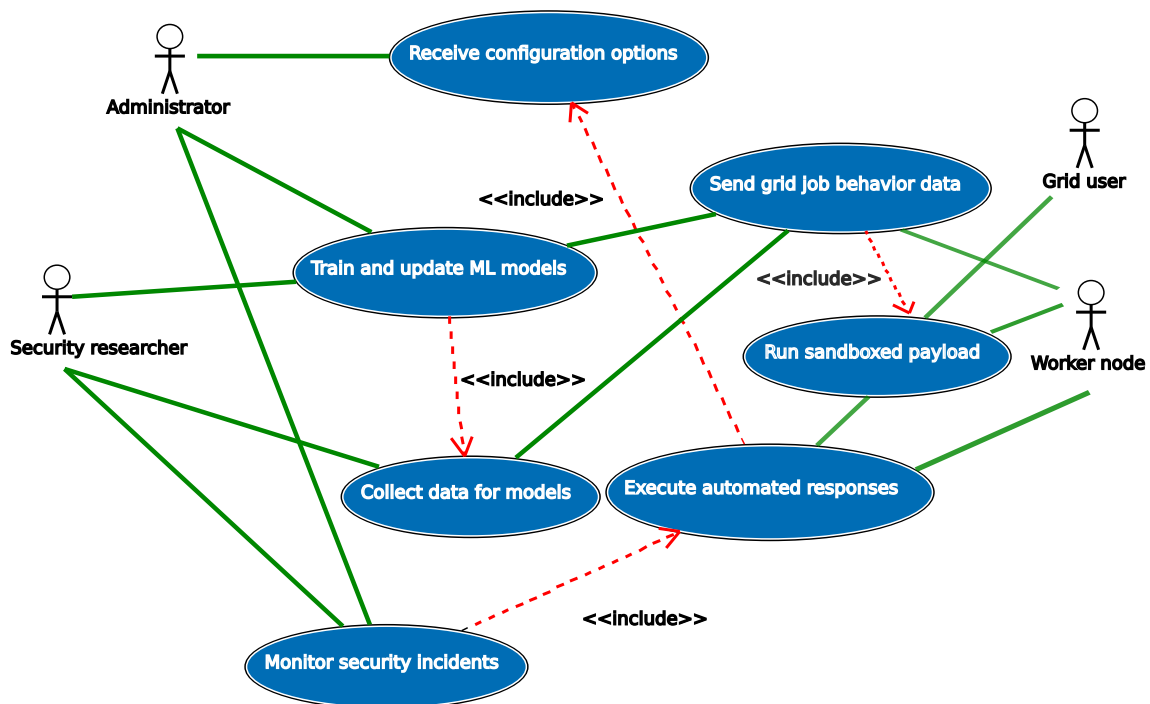 Receive configuration options
Administrator
Grid user
Send grid job behavior data
<<include>>
Train and update ML models
<<include>>
Security researcher
Run sandboxed payload
Worker node
<<include>>
Collect data for models
Execute automated responses
<<include>>
Monitor security incidents